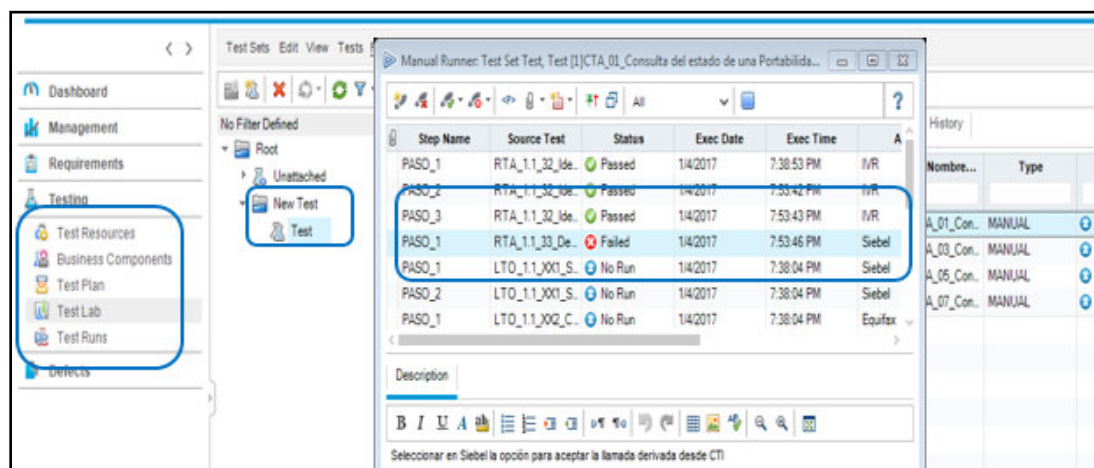 Test Sets Edit View Tests
Manual Runner: Test Set Test, Test [1]CTA_01_Consulta del estado de una Portabilida...
Dashboard
Management
Requirements
Testing
Test Resources
Business Components
Test Plan
Test Lab
Test Runs
Defects
No Filter Defined
Root
Unattached
New Test
Test
All
?
Step Name Source Test Status Exec Date Exec Time A
PASO_1 RTA_1.1_32_Ide... Passed 1/4/2017 7:38:53 PM IVR
PASO_2 RTA_1.1_32_Ide... Passed 1/4/2017 7:53:42 PM IVR
PASO_3 RTA_1.1_32_Ide... Passed 1/4/2017 7:53:43 PM IVR
PASO_1 RTA_1.1_33_De... Failed 1/4/2017 7:53:46 PM Siebel
PASO_1 LTO_1.1_XX1_S... No Run 1/4/2017 7:38:04 PM Siebel
PASO_2 LTO_1.1_XX1_S... No Run 1/4/2017 7:38:04 PM Siebel
PASO_1 LTO_1.1_XX2_C... No Run 1/4/2017 7:38:04 PM Equifax
Description
B I U A ab
Seleccionar en Siebel la opción para aceptar la llamada derivada desde CTI
History
Nombre... Type
A_01_Con... MANUAL
A_03_Con... MANUAL
A_05_Con... MANUAL
A_07_Con... MANUAL